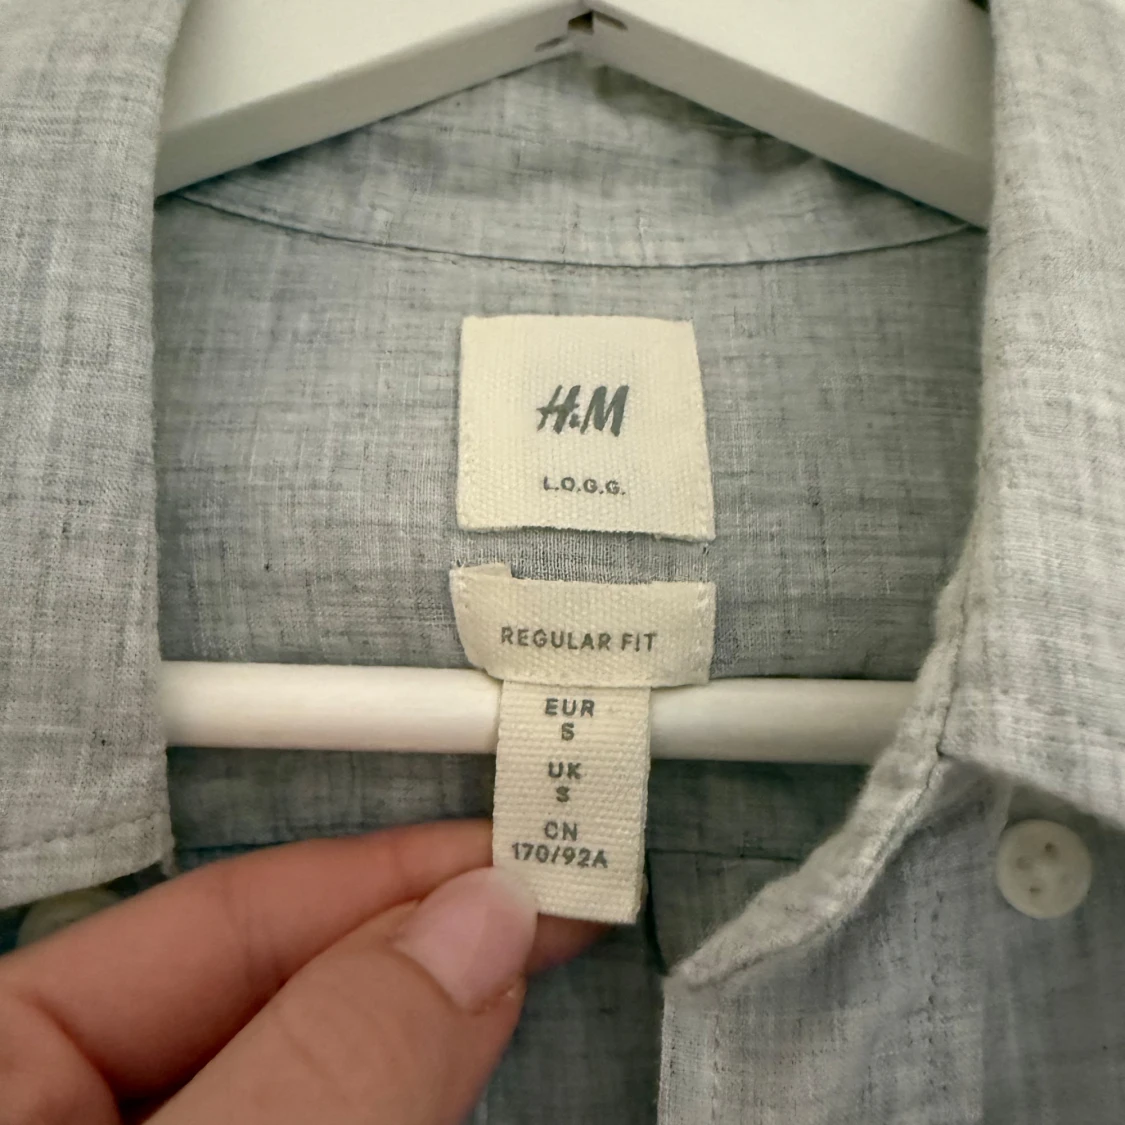 H&M
L.O.G.G.
REGULAR FIT
EUR
S
UK
S
CN
170/92A